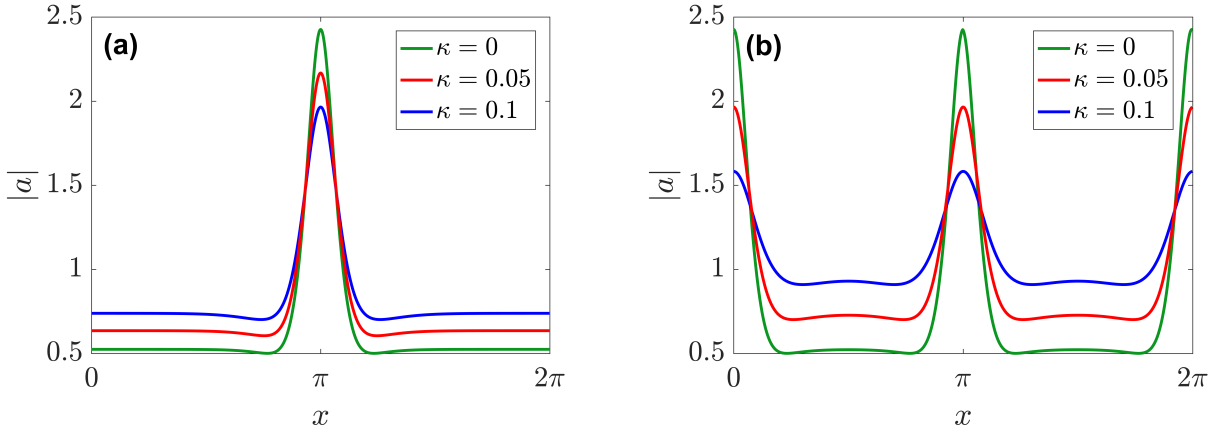 (a)
κ = 0
κ = 0.05
κ = 0.1
2.5
2
1.5
1
0.5
|a|
0
π
2π
x
(b)
κ = 0
κ = 0.05
κ = 0.1
2.5
2
1.5
1
0.5
|a|
0
π
2π
x